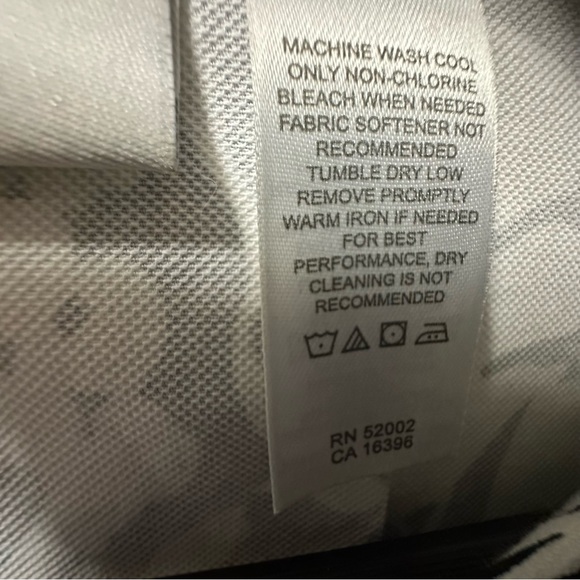 MACHINE WASH COOL
ONLY NON-CHLORINE
BLEACH WHEN NEEDED
FABRIC SOFTENER NOT
RECOMMENDED
TUMBLE DRY LOW
REMOVE PROMPTLY
WARM IRON IF NEEDED
FOR BEST
PERFORMANCE, DRY
CLEANING IS NOT
RECOMMENDED
RN 52002
CA 16396